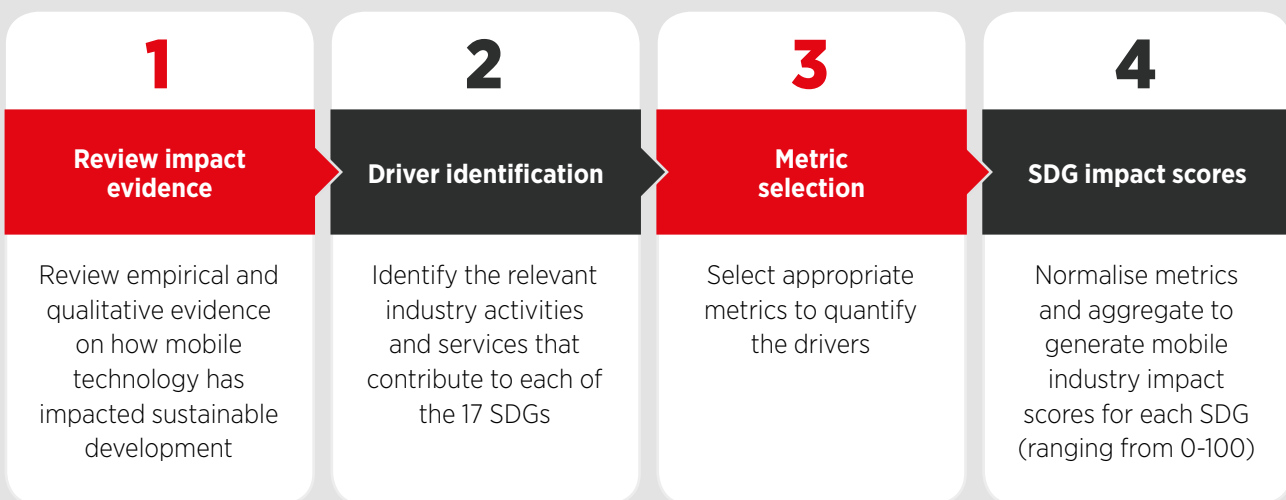 1
Review impact
evidence
Review empirical and
qualitative evidence
on how mobile
technology has
impacted sustainable
development
2
Driver identification
Identify the relevant
industry activities
and services that
contribute to each of
the 17 SDGs
3
Metric
selection
Select appropriate
metrics to quantify
the drivers
4
SDG impact scores
Normalise metrics
and aggregate to
generate mobile
industry impact
scores for each SDG
(ranging from 0-100)